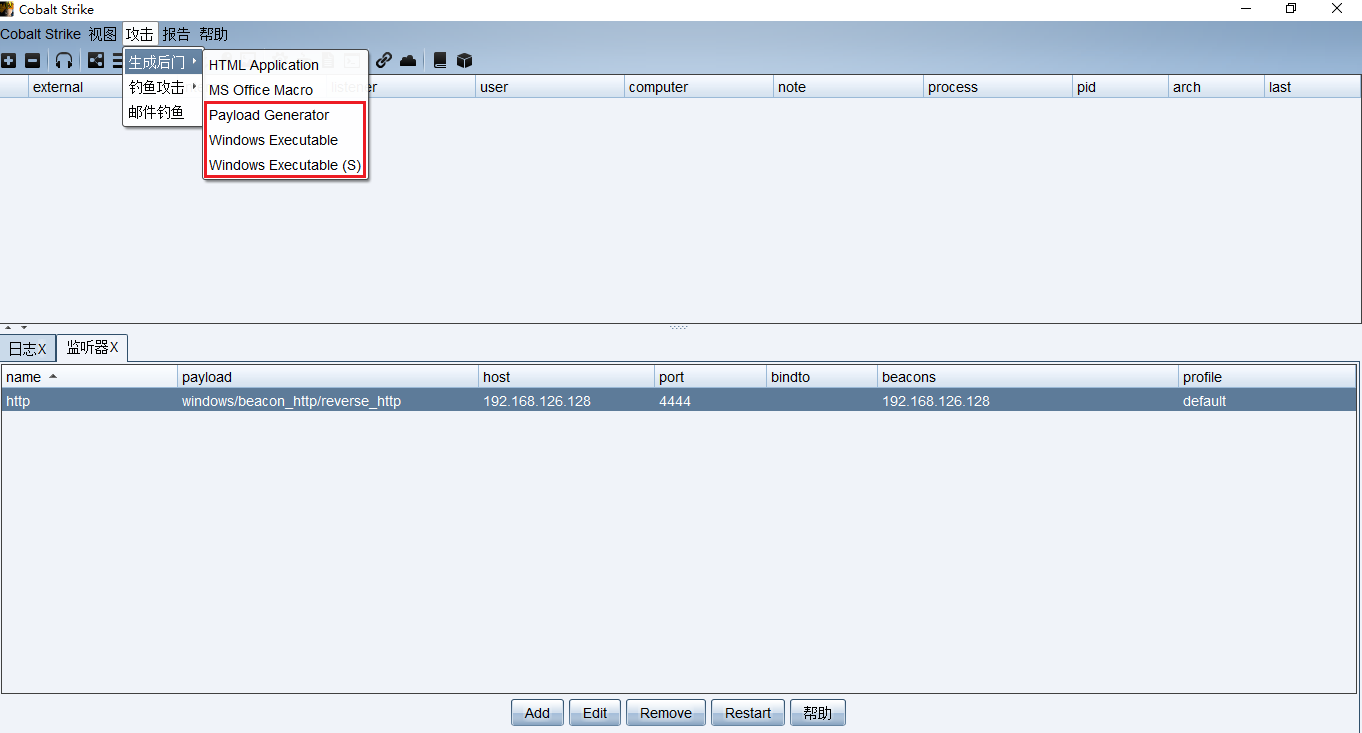 Cobalt Strike
Cobalt Strike 视图 攻击 报告 帮助
生成后门
钓鱼攻击
邮件钓鱼
HTML Application
MS Office Macro
Payload Generator
Windows Executable
Windows Executable (S)
external listener user computer note process pid arch last
日志X 监听器X
name payload host port bindto beacons profile
http windows/beacon_http/reverse_http 192.168.126.128 4444 192.168.126.128 default
Add Edit Remove Restart 帮助